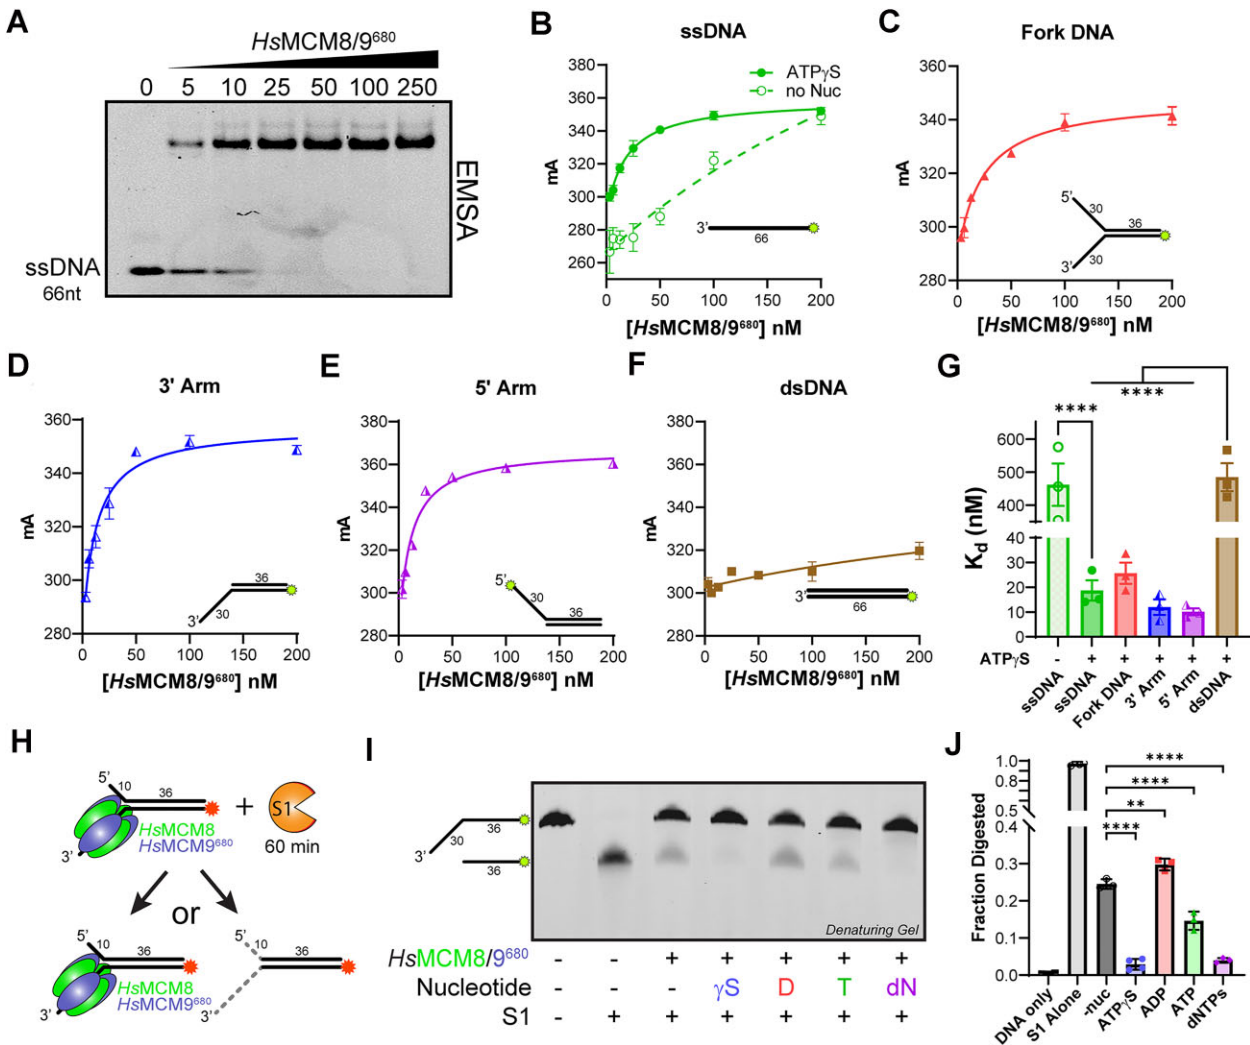 A
HsMCM8/9⁶⁸⁰
0 5 10 25 50 100 250
EMSA
ssDNA
66nt
B
ssDNA
ATPγS
no Nuc
380
360
340
320
300
280
260
mA
3'
66
0 50 100 150 200
[HsMCM8/9⁶⁸⁰] nM
C
Fork DNA
360
340
320
300
280
mA
5'
30
36
3'
30
0 50 100 150 200
[HsMCM8/9⁶⁸⁰] nM
D
3' Arm
360
340
320
300
280
mA
36
30
3'
0 50 100 150 200
[HsMCM8/9⁶⁸⁰] nM
E
5' Arm
380
360
340
320
300
280
mA
5'
30
36
0 50 100 150 200
[HsMCM8/9⁶⁸⁰] nM
F
dsDNA
380
360
340
320
300
280
mA
3'
66
0 50 100 150 200
[HsMCM8/9⁶⁸⁰] nM
G
****
****
600
500
400
40
30
20
10
0
Kd (nM)
ATPγS - + + + + +
ssDNA ssDNA Fork DNA 3' Arm 5' Arm dsDNA
H
5'
10
36
HsMCM8
HsMCM9⁶⁸⁰
3'
+
S1
60 min
or
5'
10
36
HsMCM8
HsMCM9⁶⁸⁰
3'
5'
10
36
3'
I
36
30
3'
36
Denaturing Gel
HsMCM8/9⁶⁸⁰ - - + + + + +
Nucleotide - - - γS D T dN
S1 - + + + + + +
J
****
****
**
****
1.0
0.5
0.4
0.3
0.2
0.1
0.0
Fraction Digested
DNA only S1 Alone -nuc ATPγS ADP ATP dNTPs